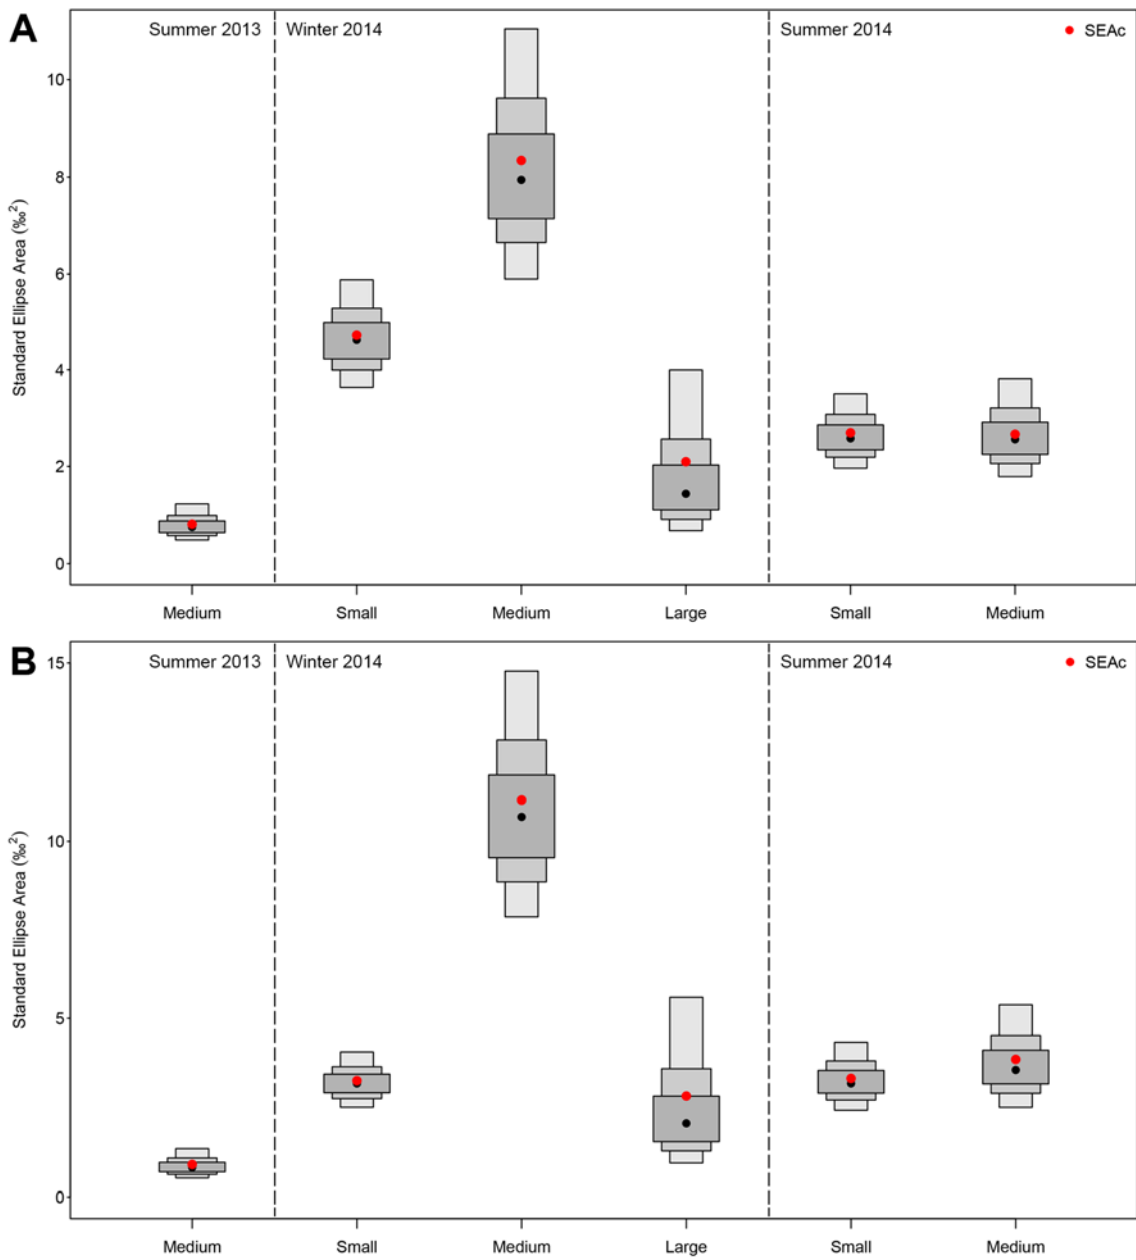 A
Summer 2013
Winter 2014
Summer 2014
SEAc
Standard Ellipse Area (‰²)
10
8
6
4
2
0
Medium
Small
Medium
Large
Small
Medium
B
Summer 2013
Winter 2014
Summer 2014
SEAc
Standard Ellipse Area (‰²)
15
10
5
0
Medium
Small
Medium
Large
Small
Medium